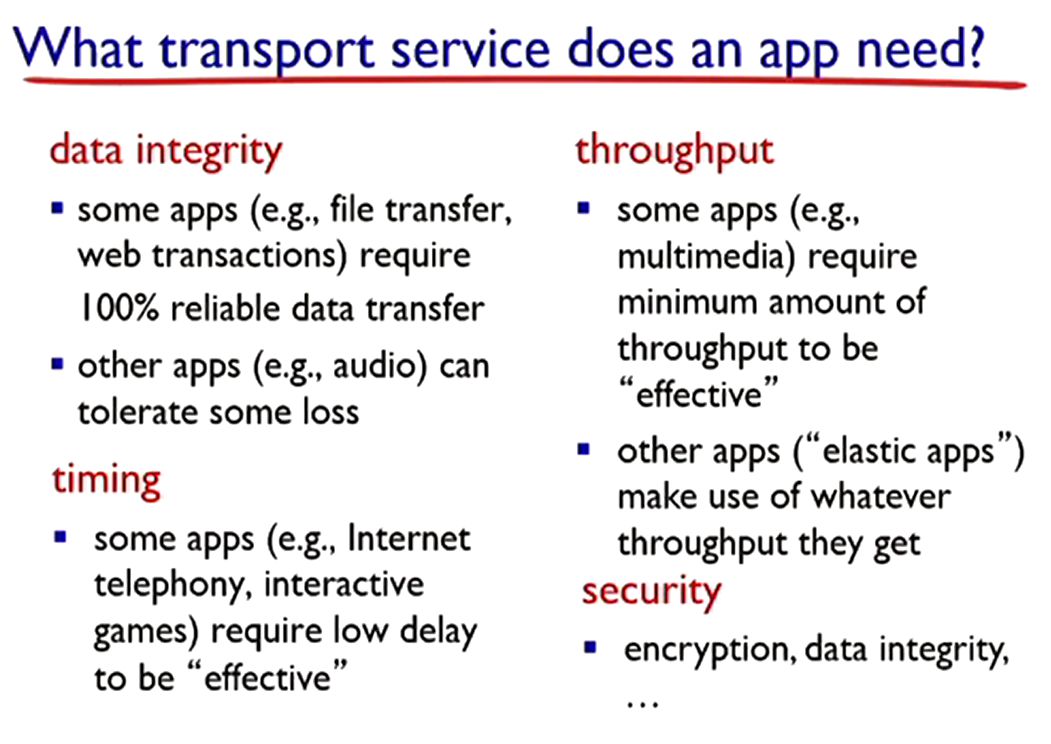 What transport service does an app need?
data integrity
▪ some apps (e.g., file transfer,
web transactions) require
100% reliable data transfer
▪ other apps (e.g., audio) can
tolerate some loss
timing
▪ some apps (e.g., Internet
telephony, interactive
games) require low delay
to be “effective”
throughput
▪ some apps (e.g.,
multimedia) require
minimum amount of
throughput to be
“effective”
▪ other apps (“elastic apps”)
make use of whatever
throughput they get
security
▪ encryption, data integrity,
…